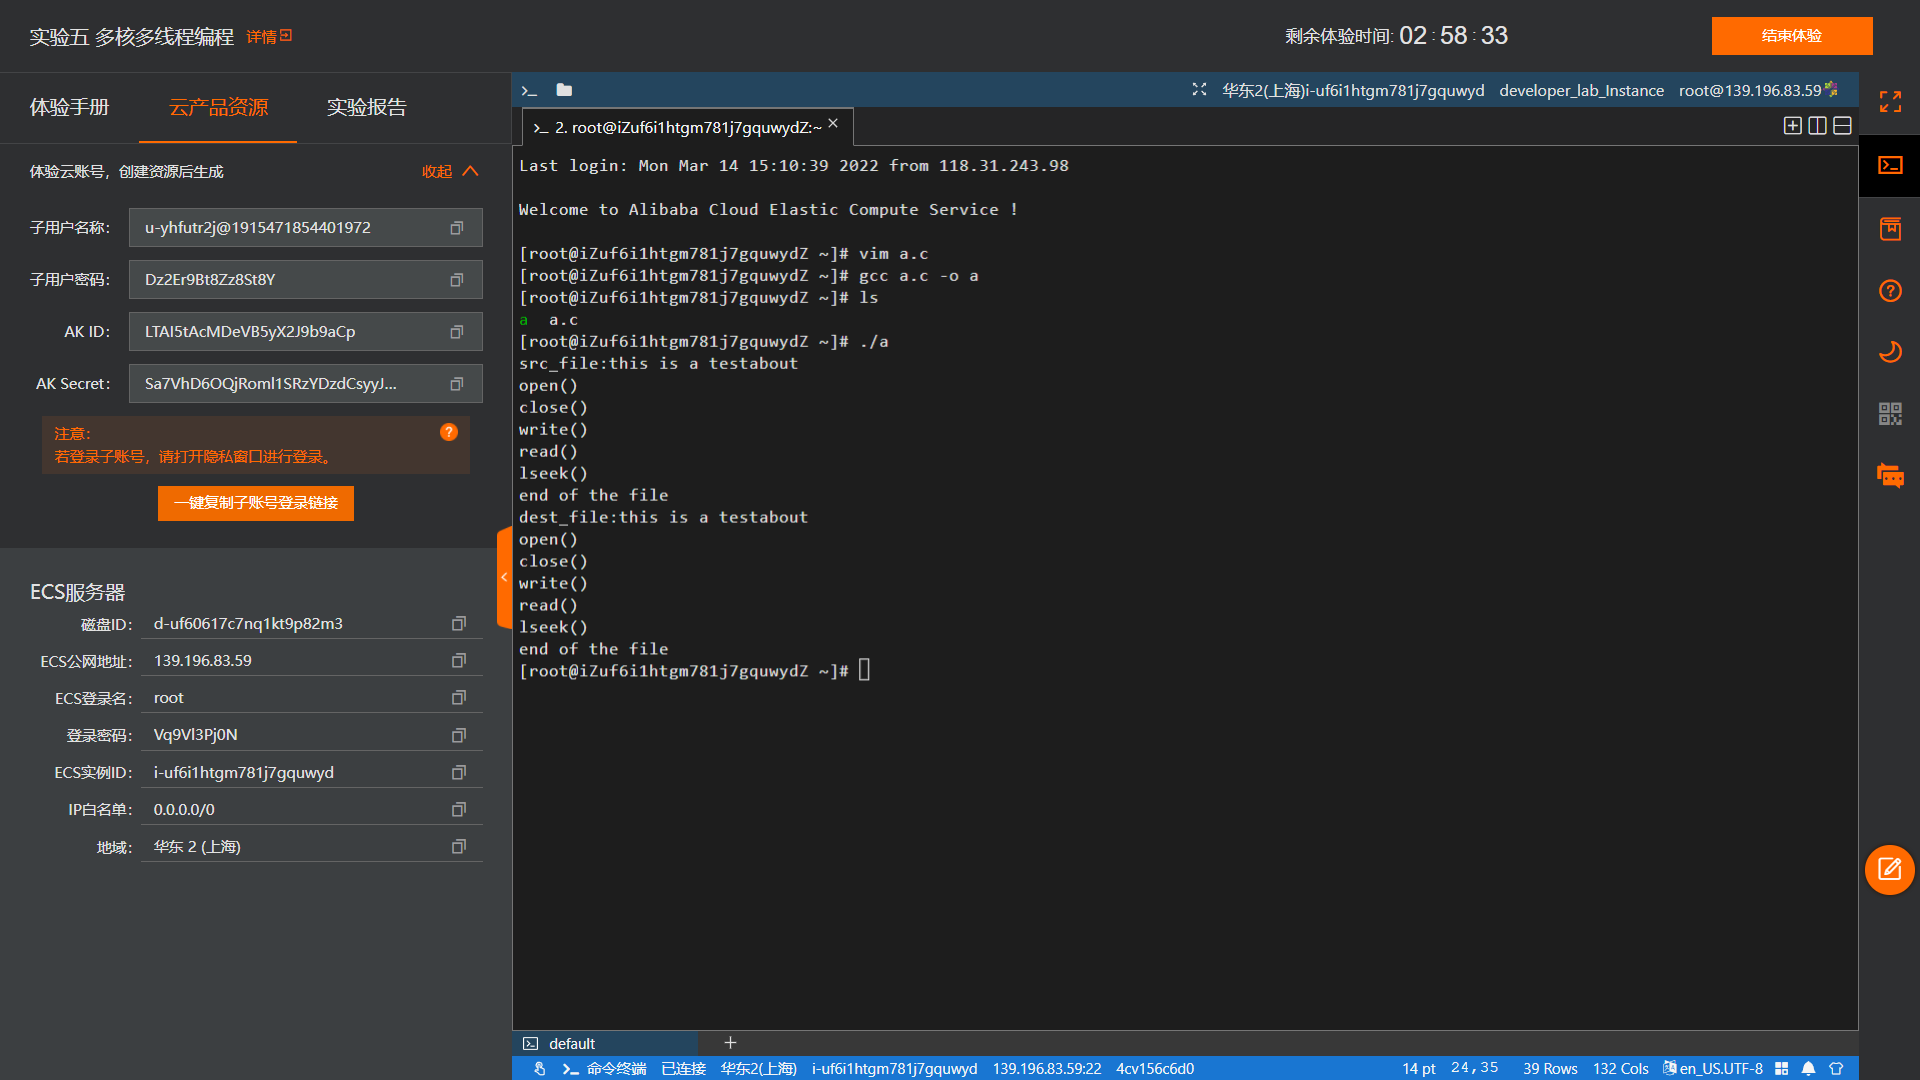 实验五 多核多线程编程 详情
剩余体验时间: 02 : 58 : 33
结束体验
体验手册 云产品资源 实验报告
体验云账号，创建资源后生成 收起
子用户名称： u-yhfutr2j@1915471854401972
子用户密码： Dz2Er9Bt8Zz8St8Y
AK ID： LTAI5tAcMDeVB5yX2J9b9aCp
AK Secret： Sa7VhD6OQjRoml1SRzYDzdCsyyJ...
注意：
若登录子账号，请打开隐私窗口进行登录。
一键复制子账号登录链接
ECS服务器
磁盘ID： d-uf60617c7nq1kt9p82m3
ECS公网地址： 139.196.83.59
ECS登录名： root
登录密码： Vq9Vl3Pj0N
ECS实例ID： i-uf6i1htgm781j7gquwyd
IP白名单： 0.0.0.0/0
地域： 华东 2 (上海)
华东2(上海)i-uf6i1htgm781j7gquwyd developer_lab_Instance root@139.196.83.59
2. root@iZuf6i1htgm781j7gquwydZ:~ ×
Last login: Mon Mar 14 15:10:39 2022 from 118.31.243.98
Welcome to Alibaba Cloud Elastic Compute Service !
[root@iZuf6i1htgm781j7gquwydZ ~]# vim a.c
[root@iZuf6i1htgm781j7gquwydZ ~]# gcc a.c -o a
[root@iZuf6i1htgm781j7gquwydZ ~]# ls
a  a.c
[root@iZuf6i1htgm781j7gquwydZ ~]# ./a
src_file:this is a testabout
open()
close()
write()
read()
lseek()
end of the file
dest_file:this is a testabout
open()
close()
write()
read()
lseek()
end of the file
[root@iZuf6i1htgm781j7gquwydZ ~]#
default +
命令终端 已连接 华东2(上海) i-uf6i1htgm781j7gquwyd 139.196.83.59:22 4cv156c6d0 14 pt 24,35 39 Rows 132 Cols en_US.UTF-8